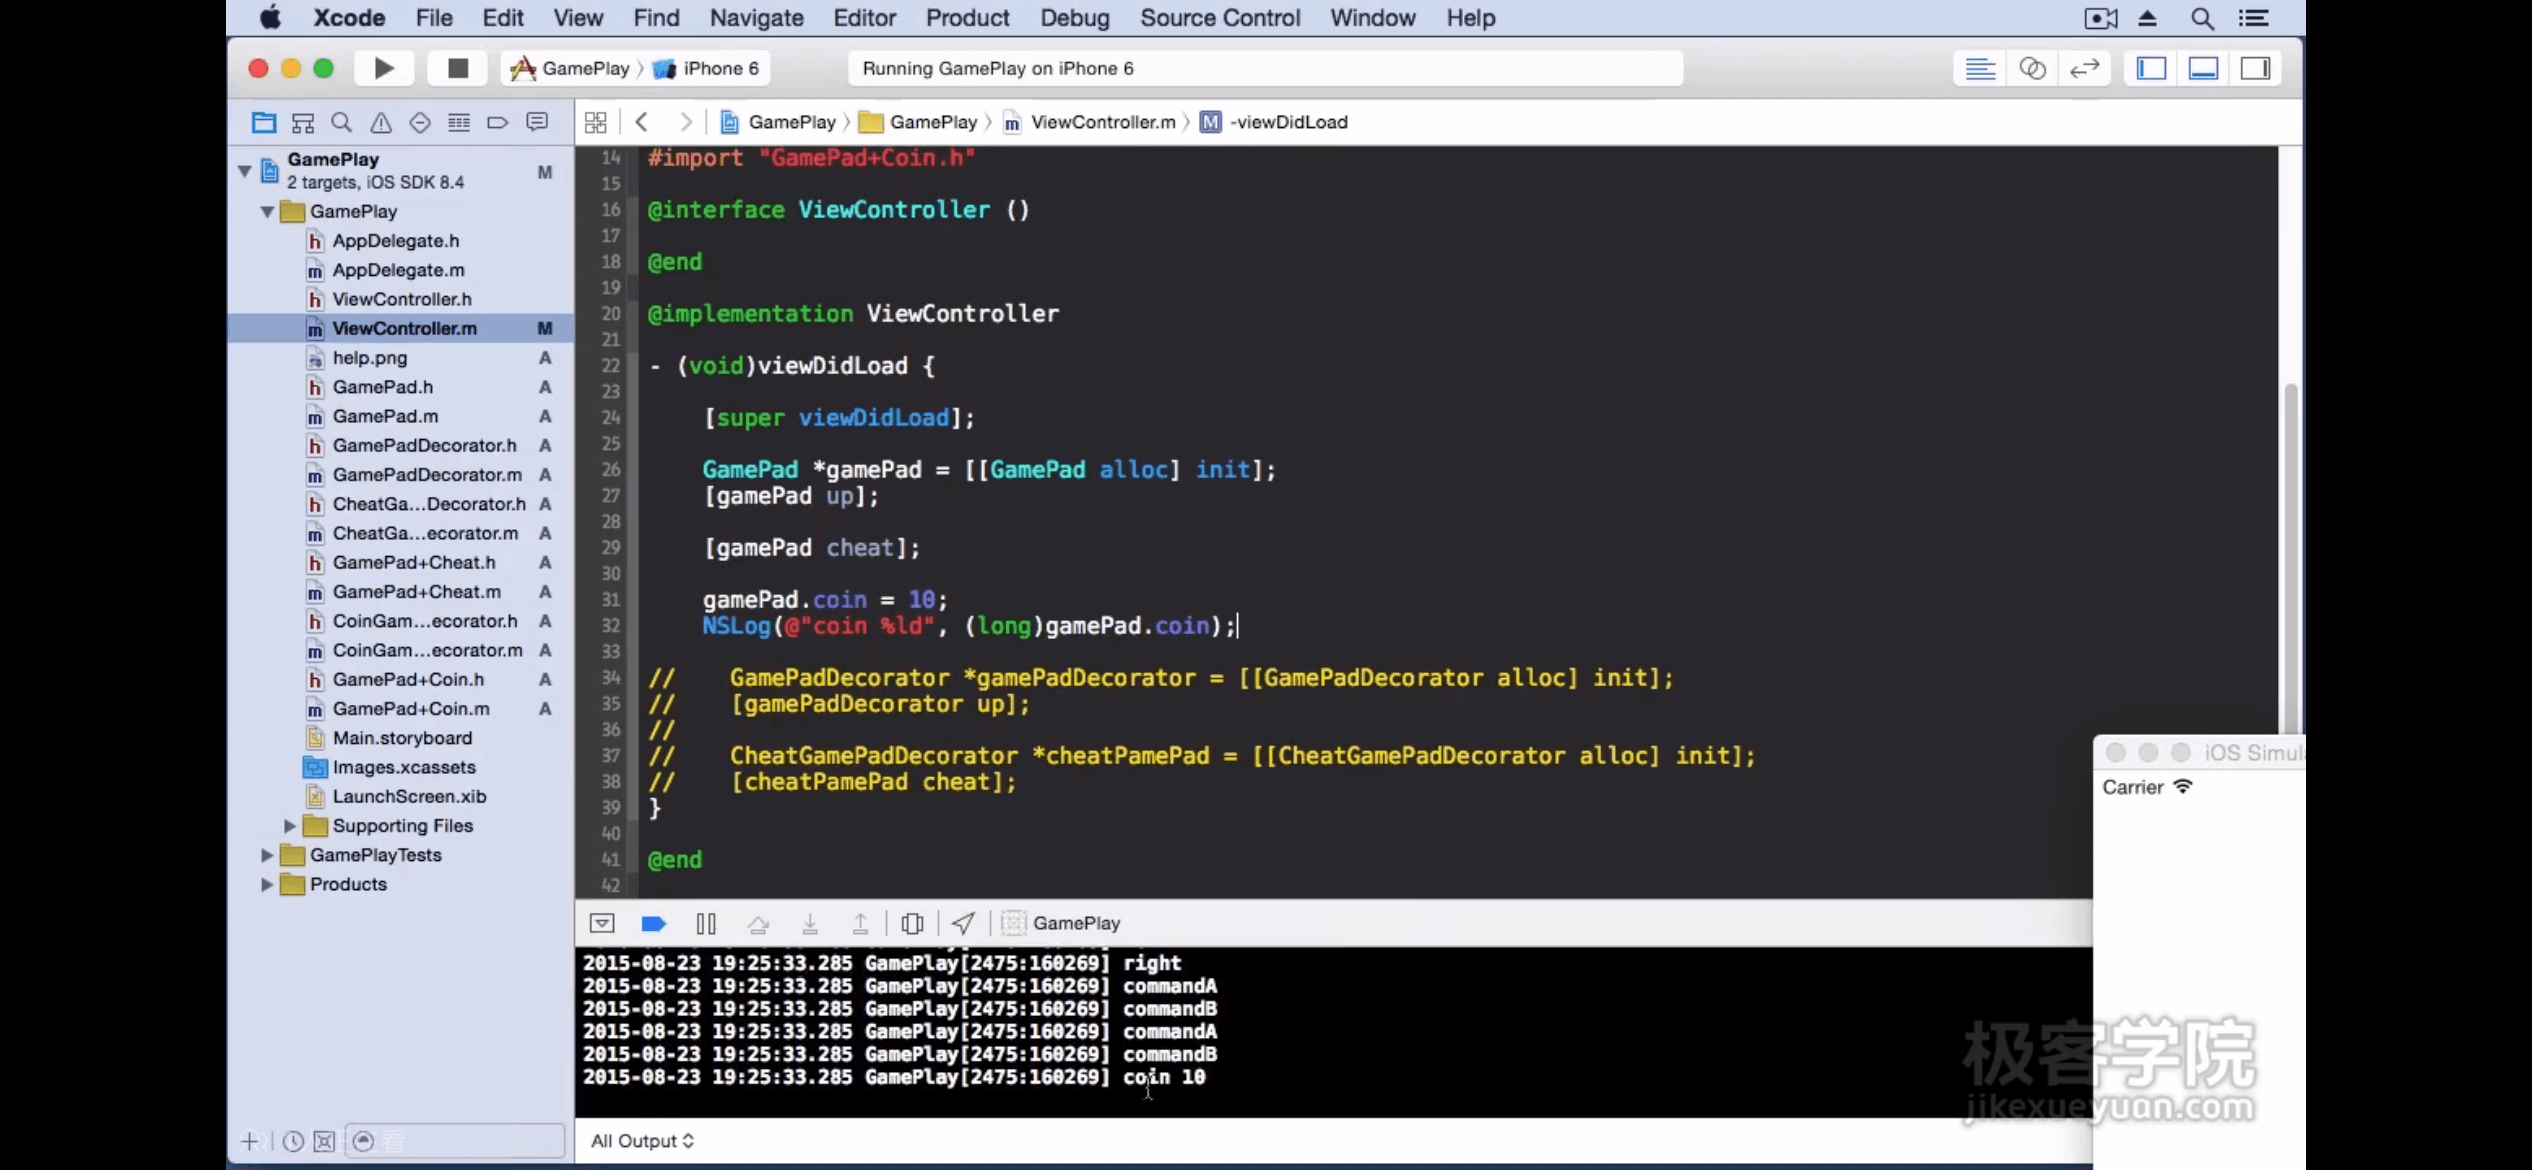 Xcode File Edit View Find Navigate Editor Product Debug Source Control Window Help
GamePlay iPhone 6
Running GamePlay on iPhone 6
GamePlay GamePlay ViewController.m M -viewDidLoad
GamePlay
2 targets, iOS SDK 8.4 M
GamePlay
h AppDelegate.h
m AppDelegate.m
h ViewController.h
m ViewController.m M
help.png A
h GamePad.h A
m GamePad.m A
h GamePadDecorator.h A
m GamePadDecorator.m A
h CheatGa...Decorator.h A
m CheatGa...ecorator.m A
h GamePad+Cheat.h A
m GamePad+Cheat.m A
h CoinGam...ecorator.h A
m CoinGam...ecorator.m A
h GamePad+Coin.h A
m GamePad+Coin.m A
Main.storyboard
Images.xcassets
LaunchScreen.xib
Supporting Files
GamePlayTests
Products
14 #import "GamePad+Coin.h"
15
16 @interface ViewController ()
17
18 @end
19
20 @implementation ViewController
21
22 - (void)viewDidLoad {
23
24 [super viewDidLoad];
25
26 GamePad *gamePad = [[GamePad alloc] init];
27 [gamePad up];
28
29 [gamePad cheat];
30
31 gamePad.coin = 10;
32 NSLog(@"coin %ld", (long)gamePad.coin);
33
34 // GamePadDecorator *gamePadDecorator = [[GamePadDecorator alloc] init];
35 // [gamePadDecorator up];
36 //
37 // CheatGamePadDecorator *cheatPamePad = [[CheatGamePadDecorator alloc] init];
38 // [cheatPamePad cheat];
39 }
40
41 @end
42
iOS Simul
Carrier
GamePlay
2015-08-23 19:25:33.285 GamePlay[2475:160269] right
2015-08-23 19:25:33.285 GamePlay[2475:160269] commandA
2015-08-23 19:25:33.285 GamePlay[2475:160269] commandB
2015-08-23 19:25:33.285 GamePlay[2475:160269] commandA
2015-08-23 19:25:33.285 GamePlay[2475:160269] commandB
2015-08-23 19:25:33.285 GamePlay[2475:160269] coin 10
All Output
极客学院
jikexueyuan.com